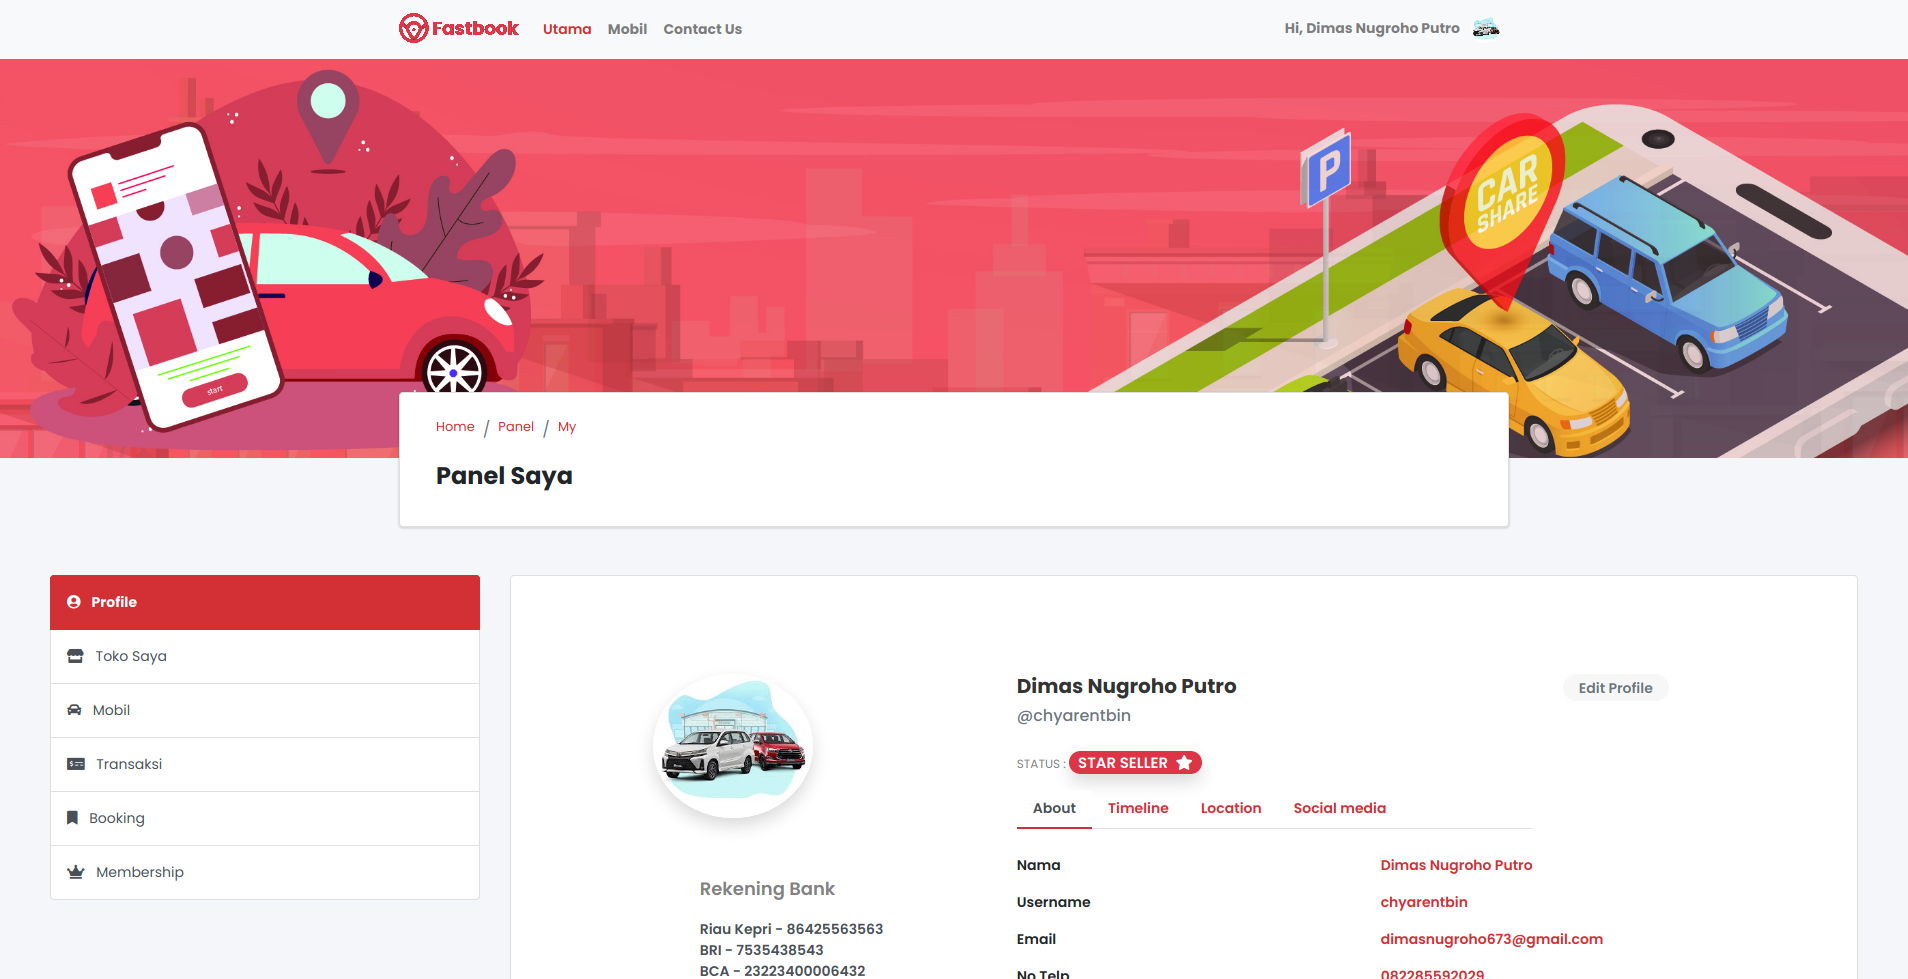 Fastbook
Utama
Mobil
Contact Us
Hi, Dimas Nugroho Putro
P
CAR
SHARE
start
Home / Panel / My
Panel Saya
Profile
Toko Saya
Mobil
Transaksi
Booking
Membership
Rekening Bank
Riau Kepri - 86425563563
BRI - 7535438543
BCA - 23223400006432
Dimas Nugroho Putro
Edit Profile
@chyarentbin
STATUS : STAR SELLER
About
Timeline
Location
Social media
Nama
Dimas Nugroho Putro
Username
chyarentbin
Email
dimasnugroho673@gmail.com
No Telp
082285592029